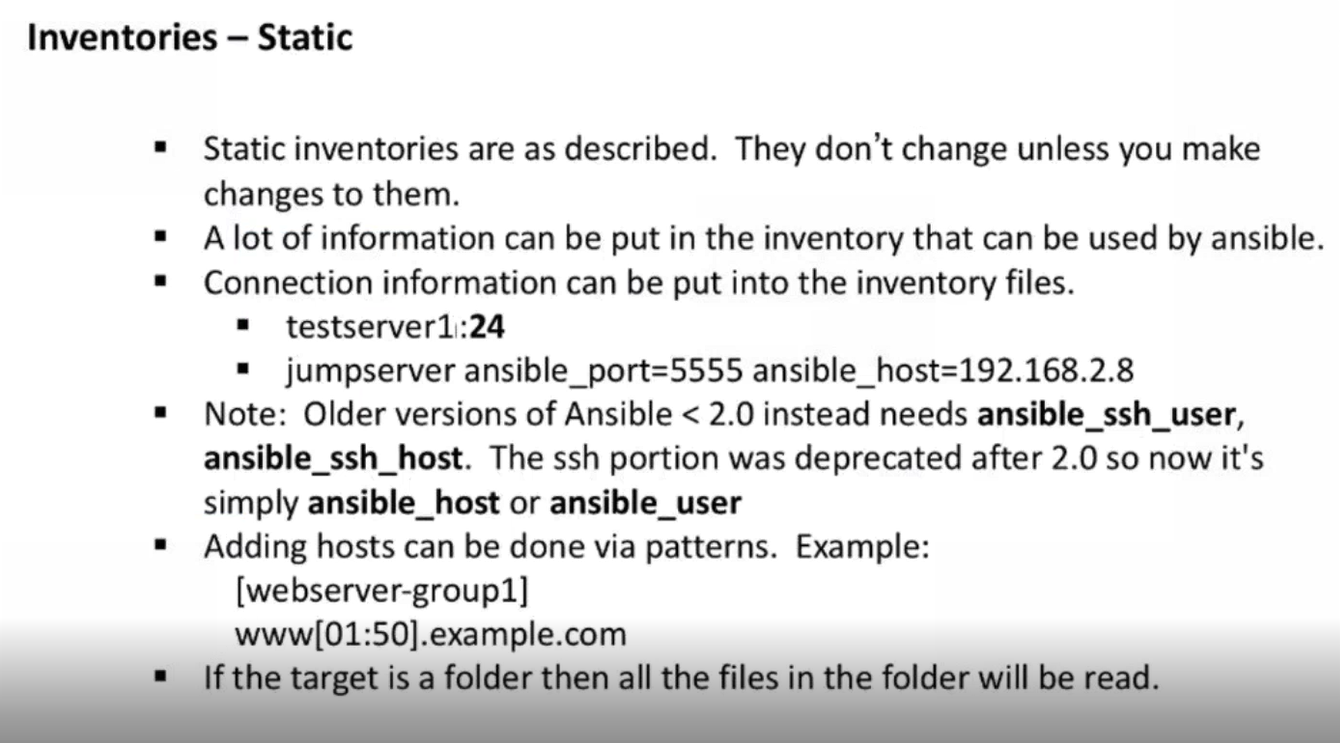 Inventories – Static
▪ Static inventories are as described.  They don’t change unless you make
changes to them.
▪ A lot of information can be put in the inventory that can be used by ansible.
▪ Connection information can be put into the inventory files.
▪ testserver1:24
▪ jumpserver ansible_port=5555 ansible_host=192.168.2.8
▪ Note:  Older versions of Ansible < 2.0 instead needs ansible_ssh_user,
ansible_ssh_host.  The ssh portion was deprecated after 2.0 so now it's
simply ansible_host or ansible_user
▪ Adding hosts can be done via patterns.  Example:
[webserver-group1]
www[01:50].example.com
▪ If the target is a folder then all the files in the folder will be read.